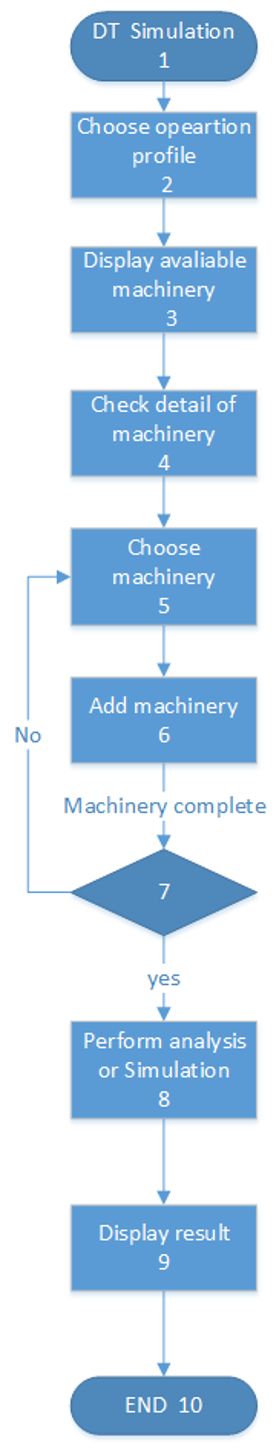 DT Simulation
1
Choose opeartion
profile
2
Display avaliable
machinery
3
Check detail of
machinery
4
Choose
machinery
5
Add machinery
6
No
Machinery complete
7
yes
Perform analysis
or Simulation
8
Display result
9
END 10